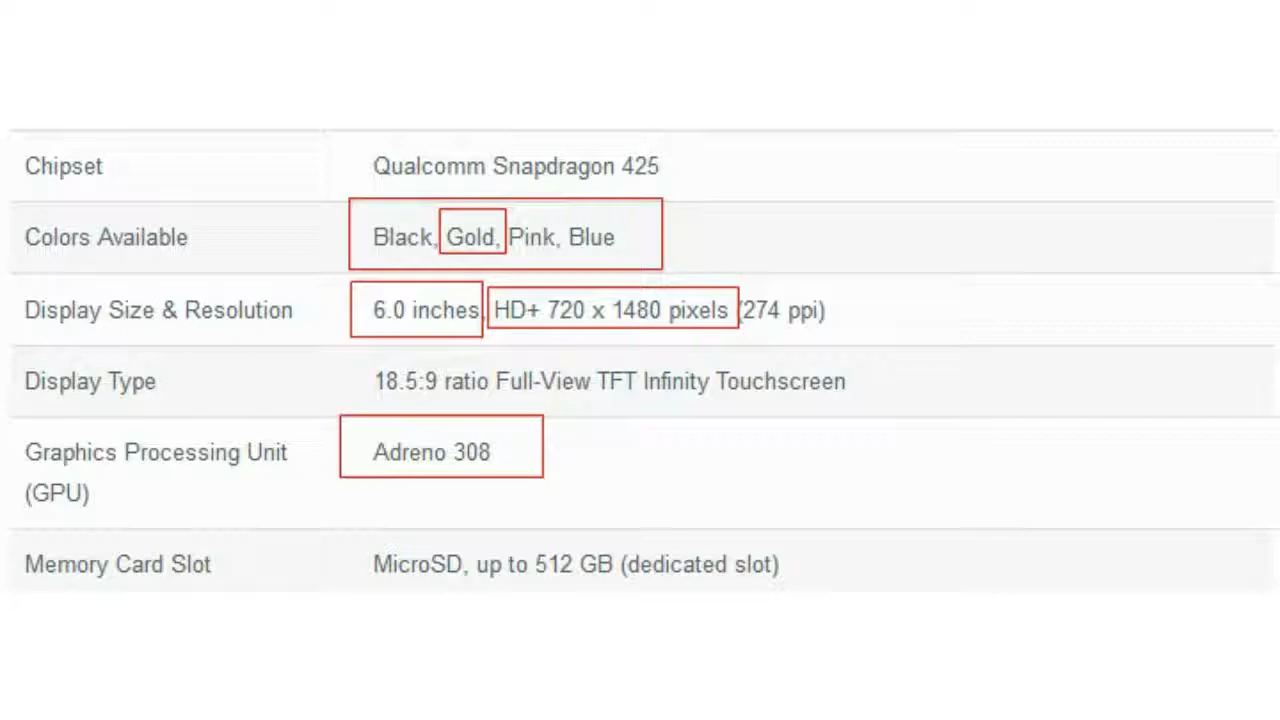 Chipset Qualcomm Snapdragon 425
Colors Available Black, Gold, Pink, Blue
Display Size & Resolution 6.0 inches, HD+ 720 x 1480 pixels (274 ppi)
Display Type 18.5:9 ratio Full-View TFT Infinity Touchscreen
Graphics Processing Unit Adreno 308
(GPU)
Memory Card Slot MicroSD, up to 512 GB (dedicated slot)